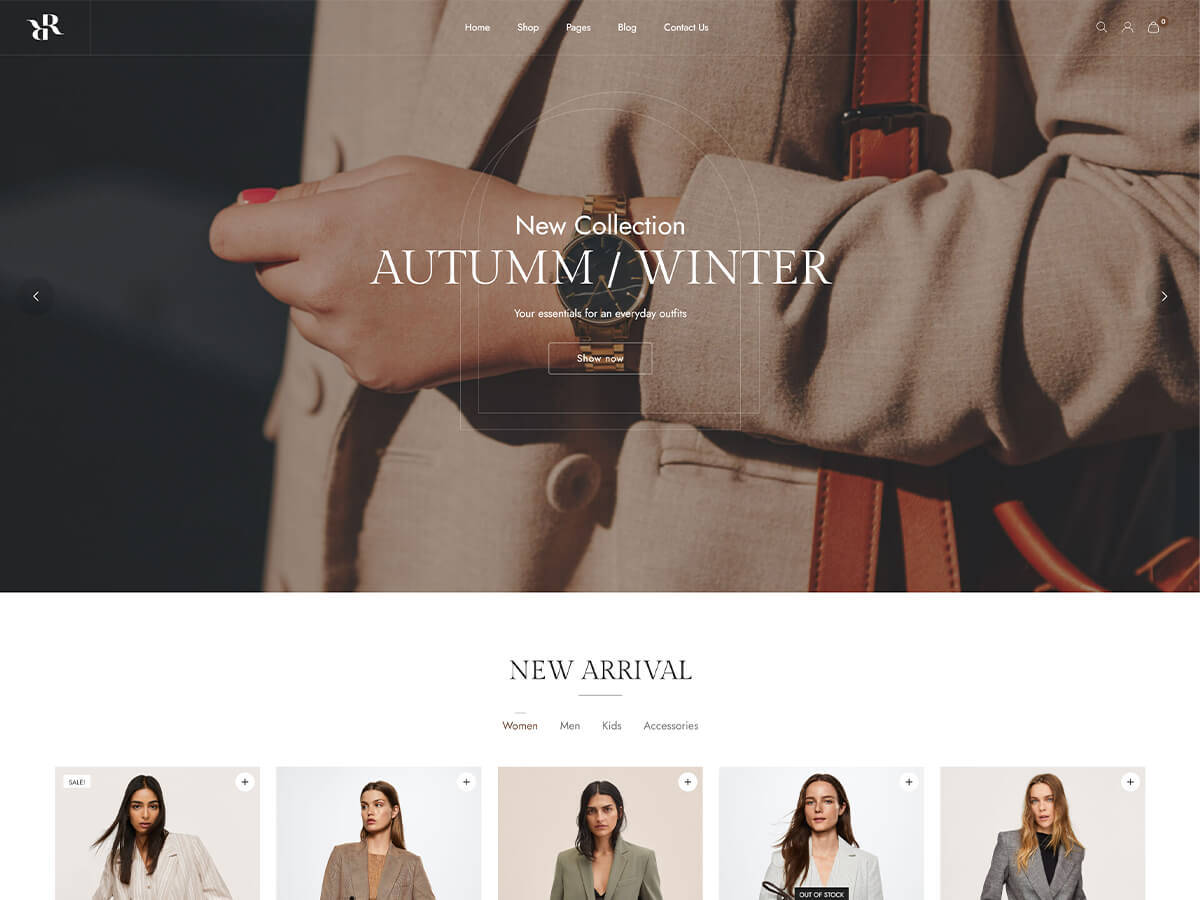 RR
Home Shop Pages Blog Contact Us
0
New Collection
AUTUMM / WINTER
Your essentials for an everyday outfits
Show now
NEW ARRIVAL
Women Men Kids Accessories
SALE!
OUT OF STOCK